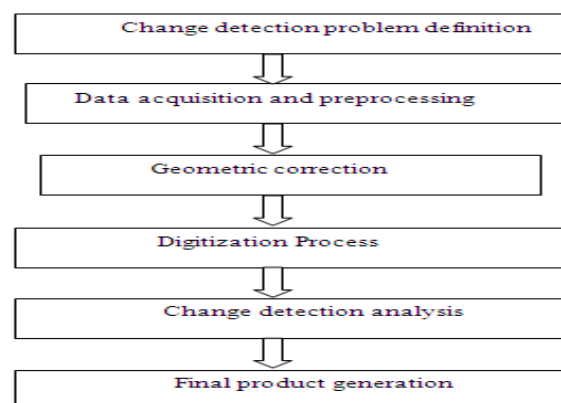 Change detection problem definition
Data acquisition and preprocessing
Geometric correction
Digitization Process
Change detection analysis
Final product generation